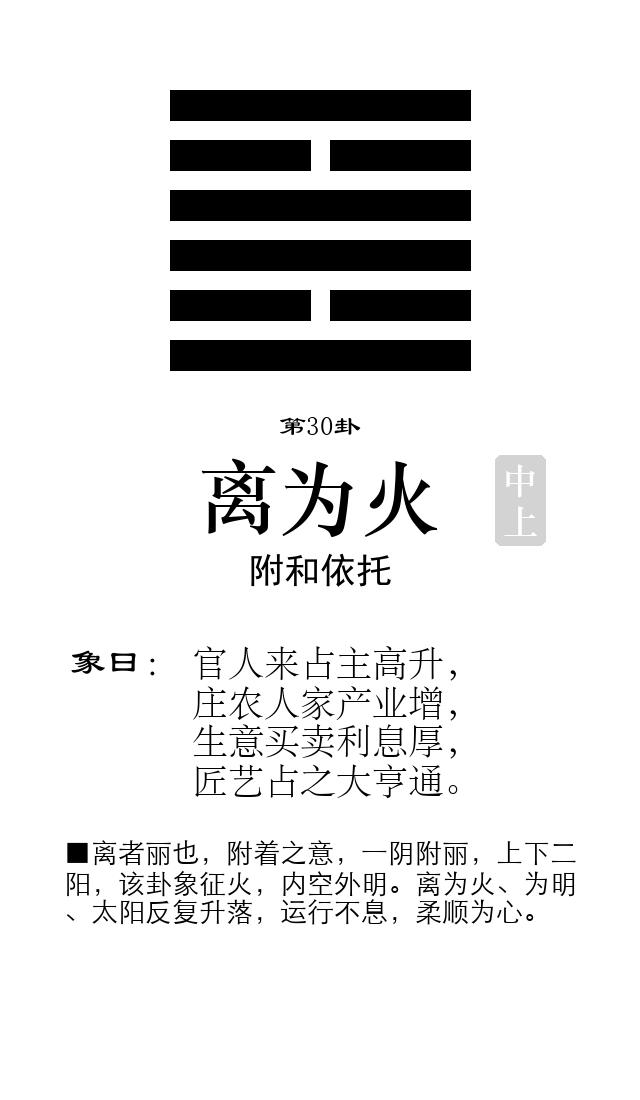 第30卦
离为火
中上
附和依托
象曰： 官人来占主高升，
庄农人家产业增，
生意买卖利息厚，
匠艺占之大亨通。
■离者丽也，附着之意，一阴附丽，上下二
阳，该卦象征火，内空外明。离为火、为明
、太阳反复升落，运行不息，柔顺为心。